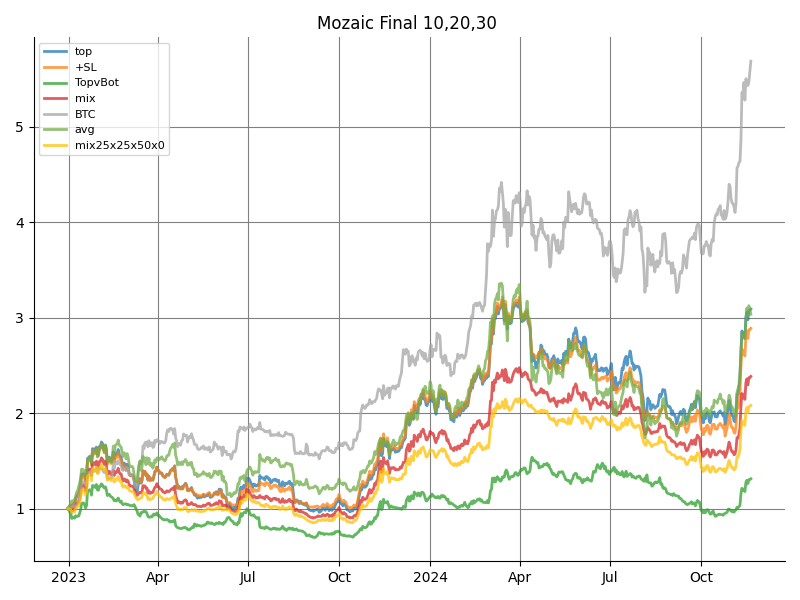 Mozaic Final 10,20,30
top
+SL
TopvBot
mix
BTC
avg
mix25x25x50x0
5
4
3
2
1
2023
Apr
Jul
Oct
2024
Apr
Jul
Oct